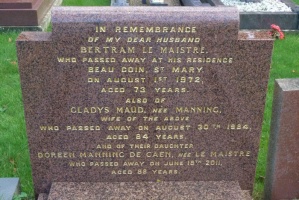 IN REMEMBRANCE
OF MY DEAR HUSBAND
BERTRAM LE MAISTRE,
WHO PASSED AWAY AT HIS RESIDENCE
BEAU COIN, ST MARY,
ON AUGUST 1ST 1972,
AGED 73 YEARS.
ALSO OF
GLADYS MAUD, NEE MANNING,
WIFE OF THE ABOVE
WHO PASSED AWAY ON AUGUST 30TH 1984,
AGED 84 YEARS.
AND OF THEIR DAUGHTER
DOREEN MANNING DE CAEN, NEE LE MAISTRE
WHO PASSED AWAY ON JUNE 15TH 2011,
AGED 88 YEARS.